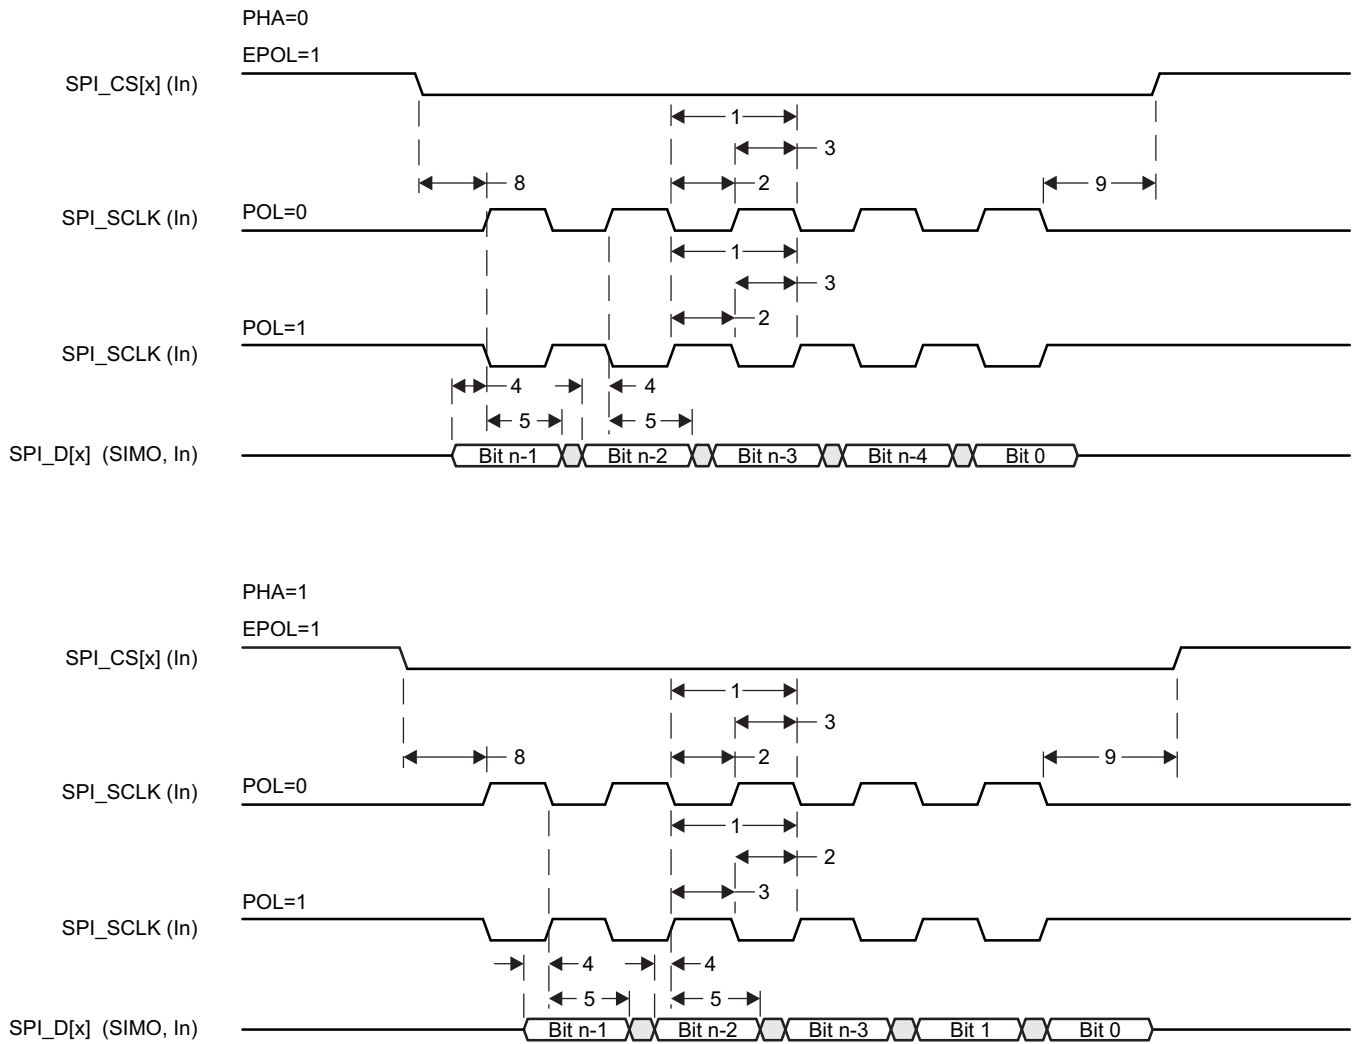 PHA=0
EPOL=1
SPI_CS[x] (In)
1
3
8
2
9
SPI_SCLK (In)
POL=0
1
3
2
POL=1
SPI_SCLK (In)
4
4
5
5
SPI_D[x] (SIMO, In)
Bit n-1
Bit n-2
Bit n-3
Bit n-4
Bit 0
PHA=1
EPOL=1
SPI_CS[x] (In)
1
3
8
2
9
SPI_SCLK (In)
POL=0
1
2
3
POL=1
SPI_SCLK (In)
4
4
5
5
SPI_D[x] (SIMO, In)
Bit n-1
Bit n-2
Bit n-3
Bit 1
Bit 0